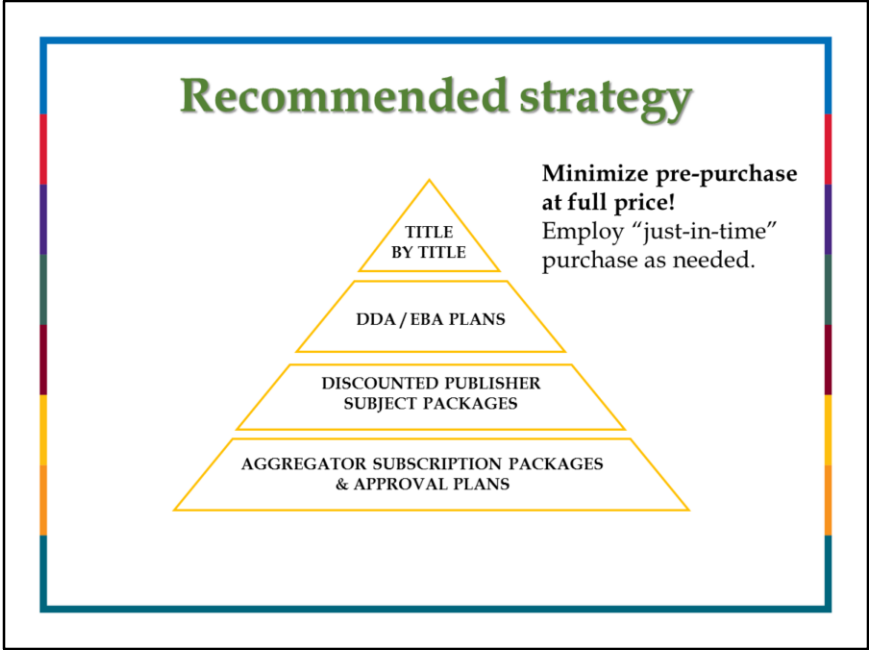 Recommended strategy
Minimize pre-purchase
at full price!
Employ “just-in-time”
purchase as needed.
TITLE
BY TITLE
DDA / EBA PLANS
DISCOUNTED PUBLISHER
SUBJECT PACKAGES
AGGREGATOR SUBSCRIPTION PACKAGES
& APPROVAL PLANS